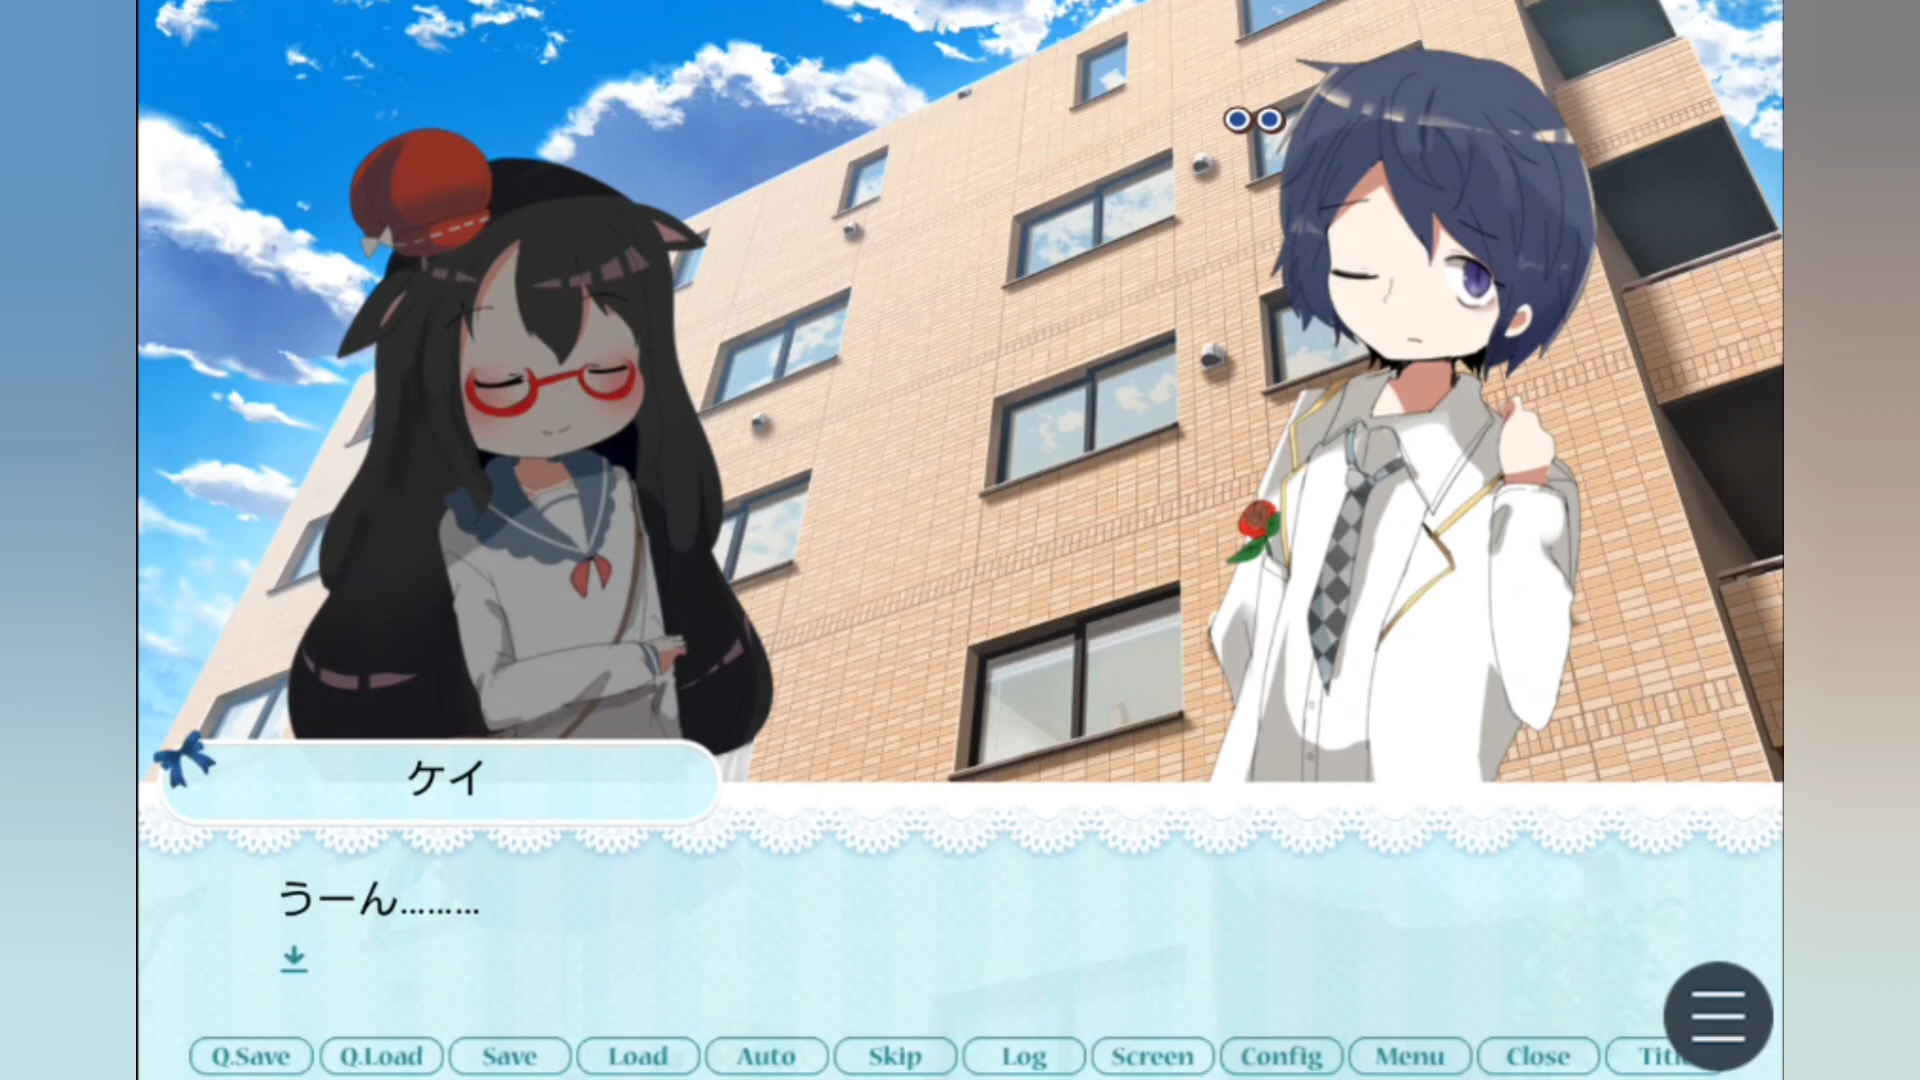 ケイ
うーん………
Q.Save Q.Load Save Load Auto Skip Log Screen Config Menu Close